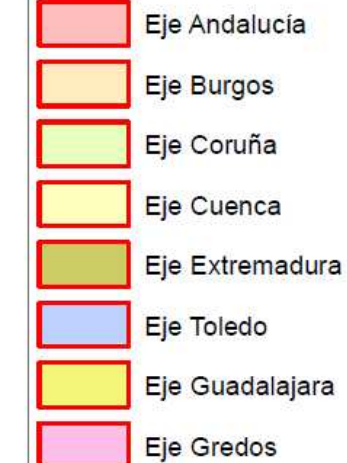 Eje Andalucía
Eje Burgos
Eje Coruña
Eje Cuenca
Eje Extremadura
Eje Toledo
Eje Guadalajara
Eje Gredos